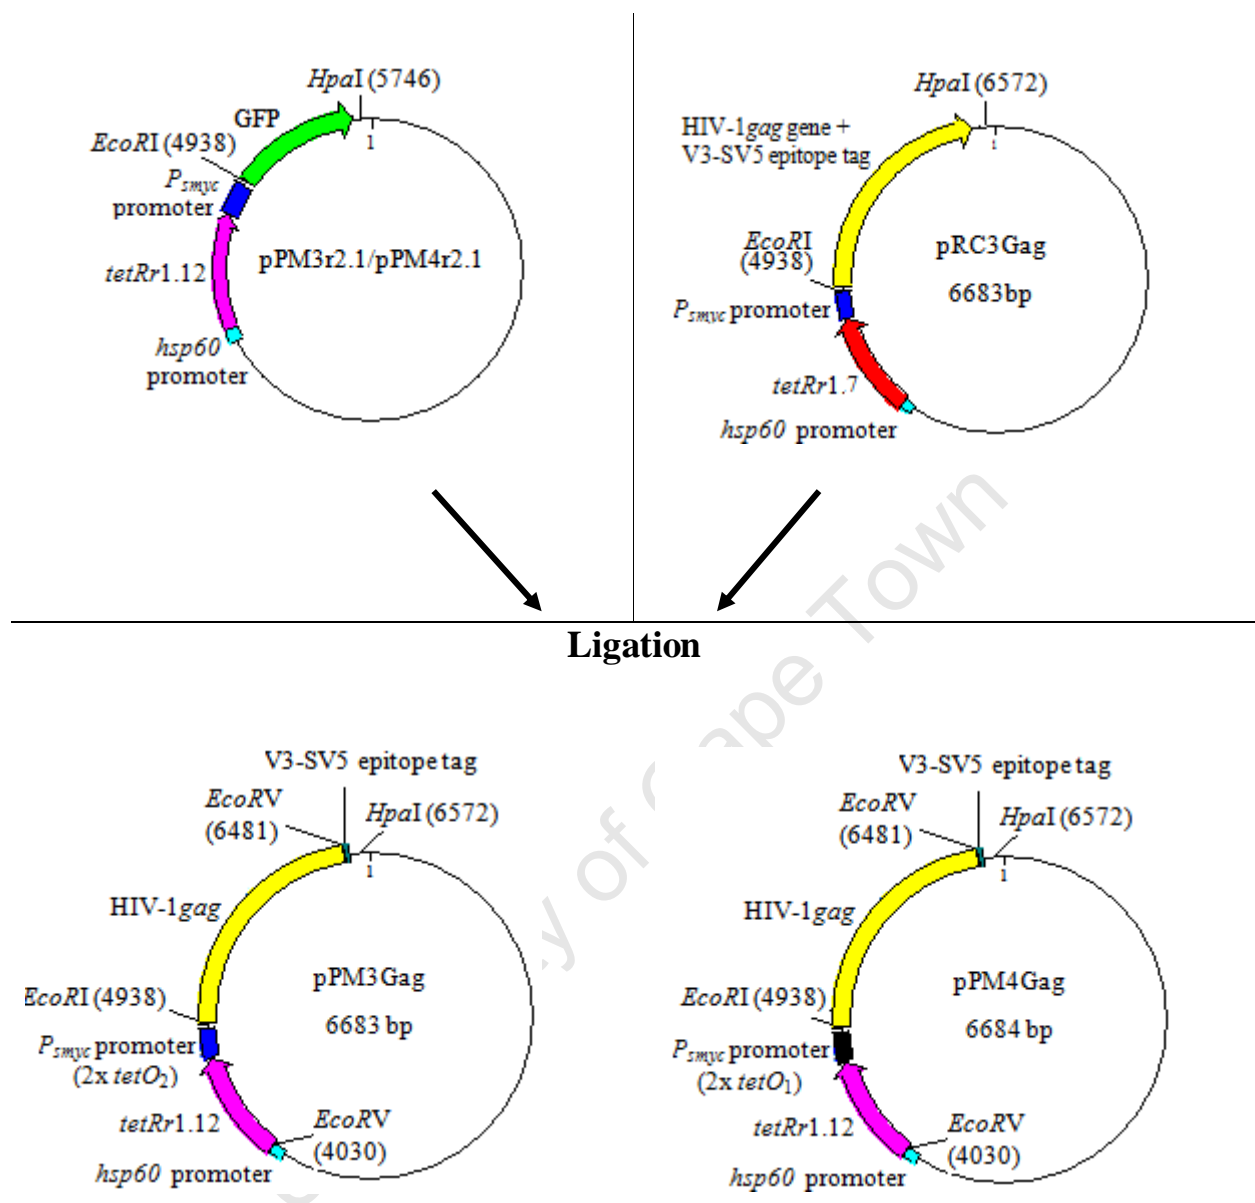 HpaI (5746)
GFP
EcoRI (4938)
Psmyc
promoter
1
pPM3r2.1/pPM4r2.1
tetRr1.12
hsp60
promoter
HpaI (6572)
HIV-1gag gene +
V3-SV5 epitope tag
1
EcoRI
(4938)
pRC3Gag
6683bp
Psmyc promoter
tetRr1.7
hsp60 promoter
Ligation
V3-SV5 epitope tag
EcoRV
(6481)
HpaI (6572)
1
HIV-1gag
pPM3Gag
6683 bp
EcoRI (4938)
Psmyc promoter
(2x tetO2)
tetRr1.12
EcoRV
(4030)
hsp60 promoter
V3-SV5 epitope tag
EcoRV
(6481)
HpaI (6572)
1
HIV-1gag
pPM4Gag
6684 bp
EcoRI (4938)
Psmyc promoter
(2x tetO1)
tetRr1.12
EcoRV
(4030)
hsp60 promoter
of Cape Town